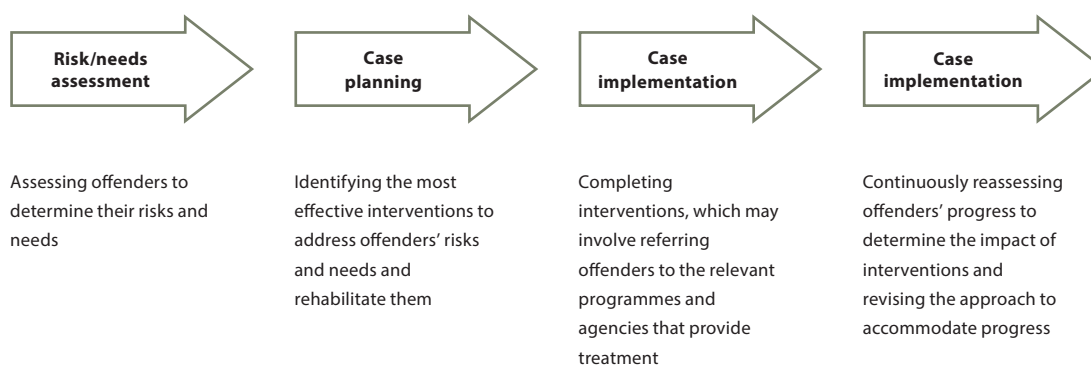 Risk/needs
assessment
Case
planning
Case
implementation
Case
implementation
Assessing offenders to
determine their risks and
needs
Identifying the most
effective interventions to
address offenders’ risks
and needs and
rehabilitate them
Completing
interventions, which may
involve referring
offenders to the relevant
programmes and
agencies that provide
treatment
Continuously reassessing
offenders’ progress to
determine the impact of
interventions and
revising the approach to
accommodate progress